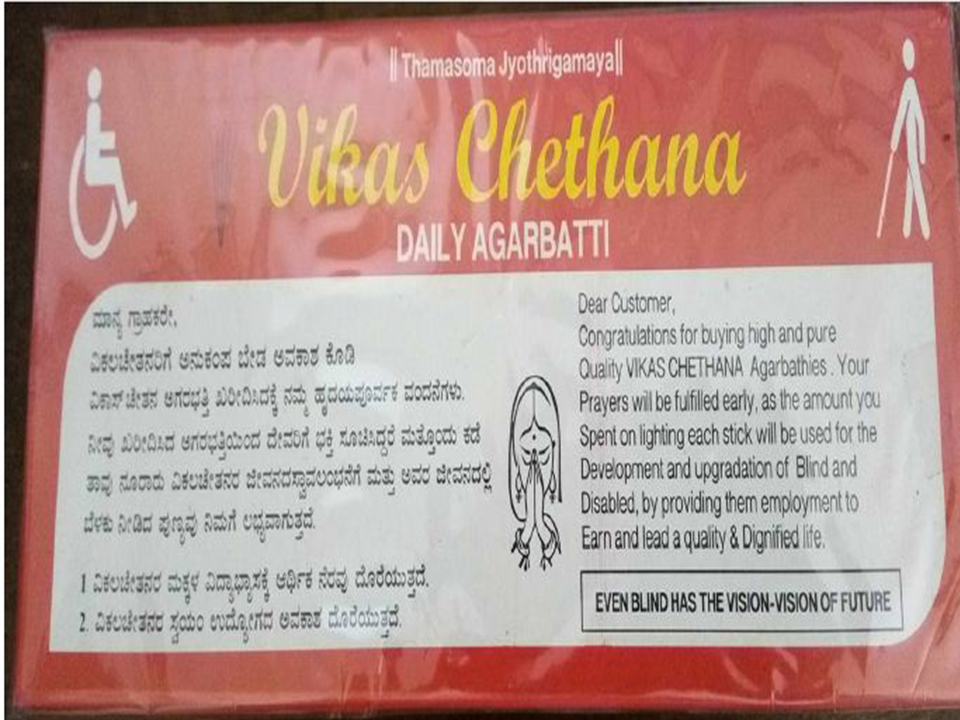 || Thamasoma Jyothrigamaya||
Vikas Chethana
DAILY AGARBATTI
ಮಾನ್ಯ ಗ್ರಾಹಕರೇ,
ವಿಕಲಚೇತನರಿಗೆ ಅನುಕಂಪ ಬೇಡ ಅವಕಾಶ ಕೊಡಿ
ವಿಕಾಸ್ ಚೇತನ ಅಗರಭತ್ತಿ ಖರೀದಿಸಿದಕ್ಕೆ ನಮ್ಮ ಹೃದಯಪೂರ್ವಕ ವಂದನೆಗಳು.
ನೀವು ಖರೀದಿಸಿದ ಅಗರಭತ್ತಿಯಿಂದ ದೇವರಿಗೆ ಭಕ್ತಿ ಸೂಚಿಸಿದ್ದರೆ ಮತ್ತೊಂದು ಕಡೆ
ತಾವು ನೂರಾರು ವಿಕಲಚೇತನರ ಜೀವನದಸ್ವಾವಲಂಭನೆಗೆ ಮತ್ತು ಅವರ ಜೀವನದಲ್ಲಿ
ಬೆಳಕು ನೀಡಿದ ಪುಣ್ಯವು ನಿಮಗೆ ಲಭ್ಯವಾಗುತ್ತದೆ.
1 ವಿಕಲಚೇತನರ ಮಕ್ಕಳ ವಿದ್ಯಾಭ್ಯಾಸಕ್ಕೆ ಆರ್ಥಿಕ ನೆರವು ದೊರೆಯುತ್ತದೆ.
2. ವಿಕಲಚೇತನರ ಸ್ವಯಂ ಉದ್ಯೋಗದ ಅವಕಾಶ ದೊರೆಯುತ್ತದೆ.
Dear Customer,
Congratulations for buying high and pure
Quality VIKAS CHETHANA Agarbathies . Your
Prayers will be fulfilled early, as the amount you
Spent on lighting each stick will be used for the
Development and upgradation of Blind and
Disabled, by providing them employment to
Earn and lead a quality & Dignified life.
EVEN BLIND HAS THE VISION-VISION OF FUTURE